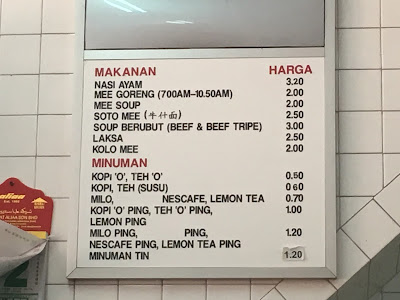 MAKANAN HARGA
NASI AYAM 3.20
MEE GORENG (700AM–10.50AM) 2.00
MEE SOUP 2.00
SOTO MEE (牛什面) 2.50
SOUP BERUBUT (BEEF & BEEF TRIPE) 3.00
LAKSA 2.50
KOLO MEE 2.00
MINUMAN
KOPI 'O', TEH 'O' 0.50
KOPI, TEH (SUSU) 0 60
MILO, NESCAFE, LEMON TEA 0.70
KOPI 'O' PING, TEH 'O' PING, 1.00
LEMON PING
MILO PING, PING, 1.20
NESCAFE PING, LEMON TEA PING
MINUMAN TIN 1.20
2